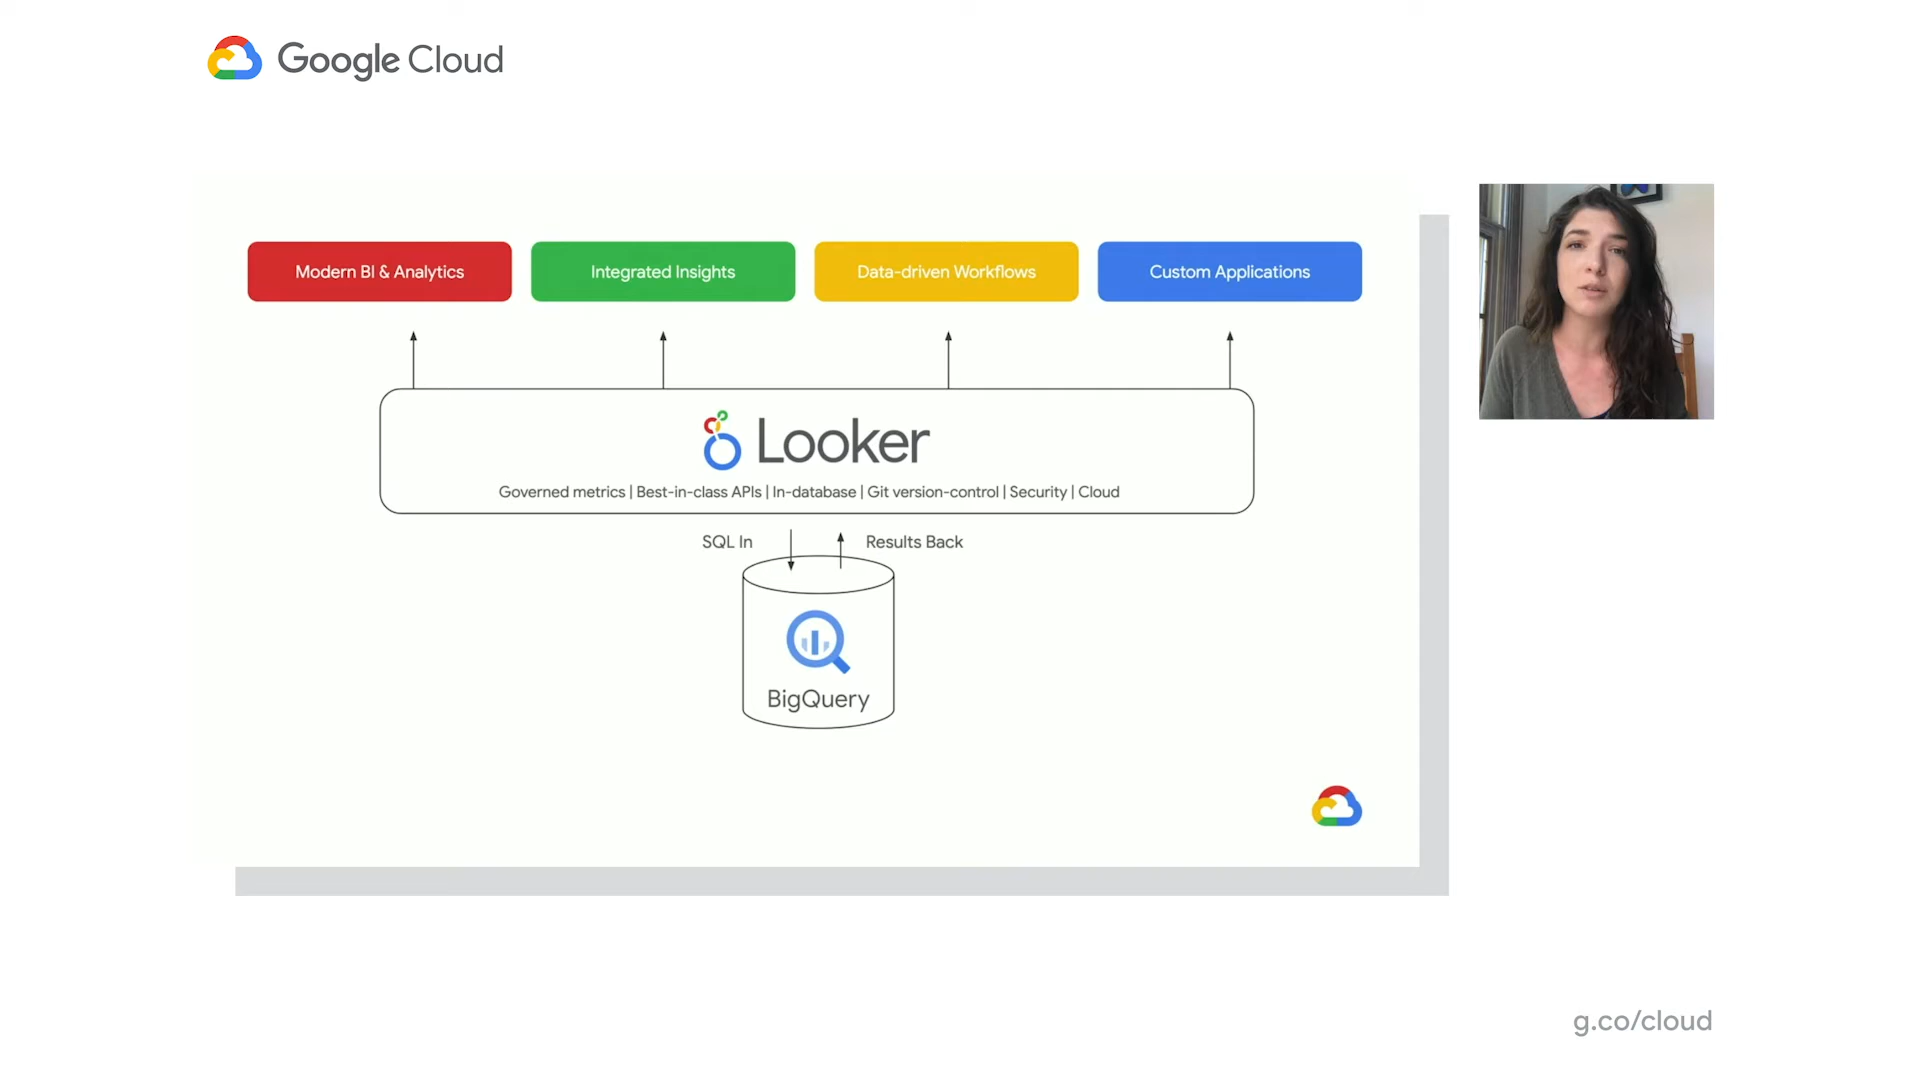 Google Cloud
Modern BI & Analytics
Integrated Insights
Data-driven Workflows
Custom Applications
Looker
Governed metrics | Best-in-class APIs | In-database | Git version-control | Security | Cloud
SQL In
Results Back
BigQuery
g.co/cloud